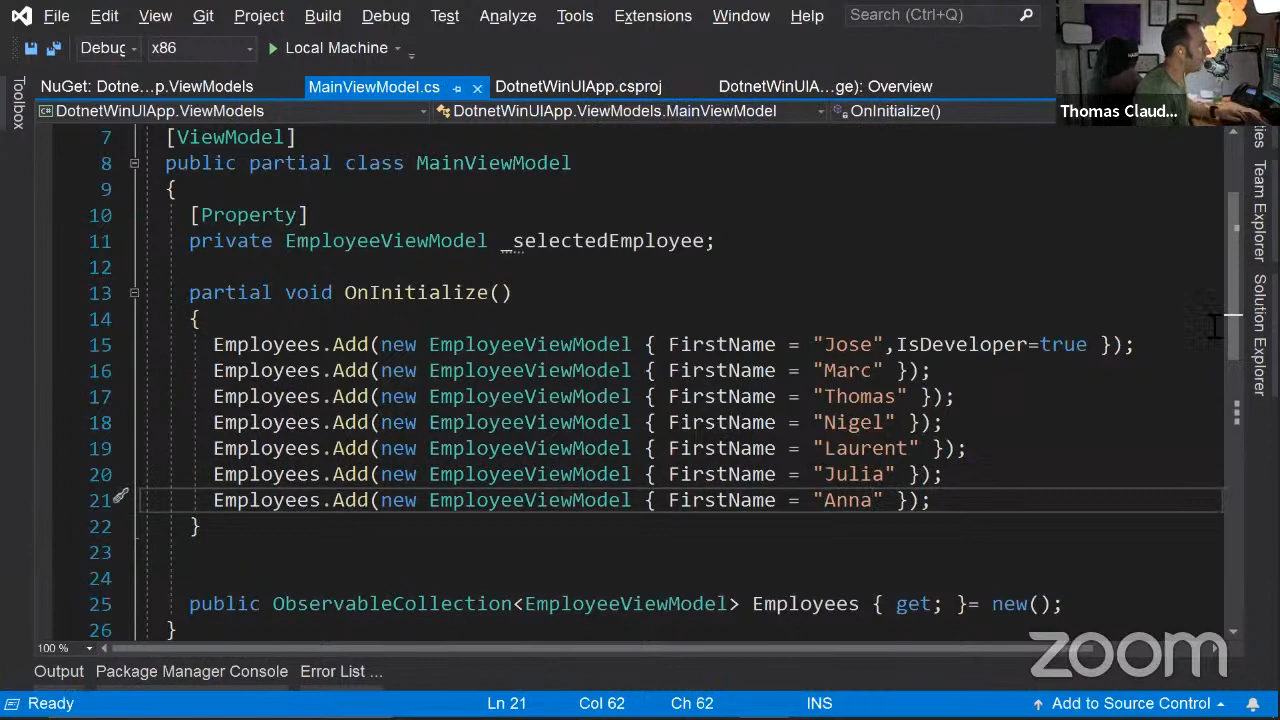 File Edit View Git Project Build Debug Test Analyze Tools Extensions Window Help Search (Ctrl+Q)
Debug x86 Local Machine
Thomas Claud...
NuGet: Dotne...p.ViewModels MainViewModel.cs DotnetWinUIApp.csproj DotnetWinUIA...ge): Overview
DotnetWinUIApp.ViewModels DotnetWinUIApp.ViewModels.MainViewModel OnInitialize()
Toolbox
Team Explorer
Solution Explorer
7 [ViewModel]
8 public partial class MainViewModel
9 {
10 [Property]
11 private EmployeeViewModel _selectedEmployee;
12
13 partial void OnInitialize()
14 {
15 Employees.Add(new EmployeeViewModel { FirstName = "Jose",IsDeveloper=true });
16 Employees.Add(new EmployeeViewModel { FirstName = "Marc" });
17 Employees.Add(new EmployeeViewModel { FirstName = "Thomas" });
18 Employees.Add(new EmployeeViewModel { FirstName = "Nigel" });
19 Employees.Add(new EmployeeViewModel { FirstName = "Laurent" });
20 Employees.Add(new EmployeeViewModel { FirstName = "Julia" });
21 Employees.Add(new EmployeeViewModel { FirstName = "Anna" });
22 }
23
24
25 public ObservableCollection<EmployeeViewModel> Employees { get; }= new();
26 }
100 %
zoom
Output Package Manager Console Error List ...
Ready Ln 21 Col 62 Ch 62 INS Add to Source Control